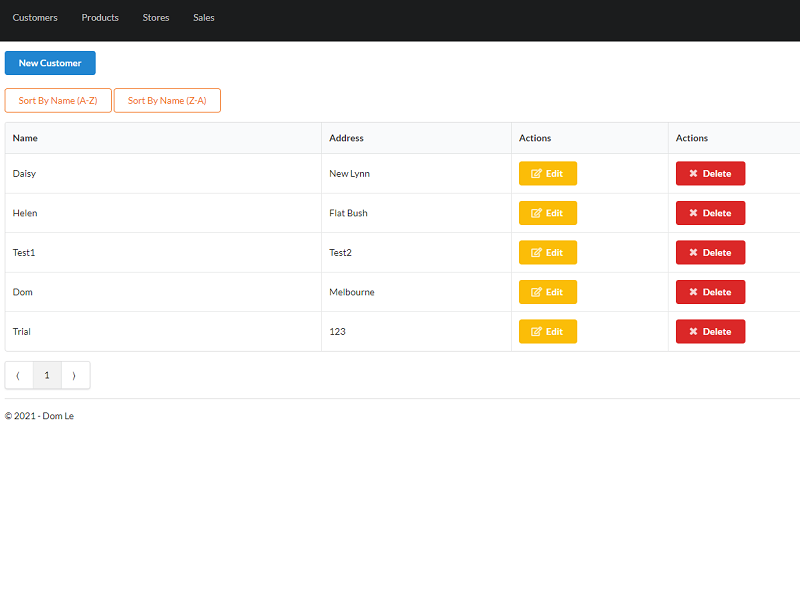 Customers Products Stores Sales
New Customer
Sort By Name (A-Z) Sort By Name (Z-A)
Name Address Actions Actions
Daisy New Lynn Edit Delete
Helen Flat Bush Edit Delete
Test1 Test2 Edit Delete
Dom Melbourne Edit Delete
Trial 123 Edit Delete
⟨ 1 ⟩
© 2021 - Dom Le